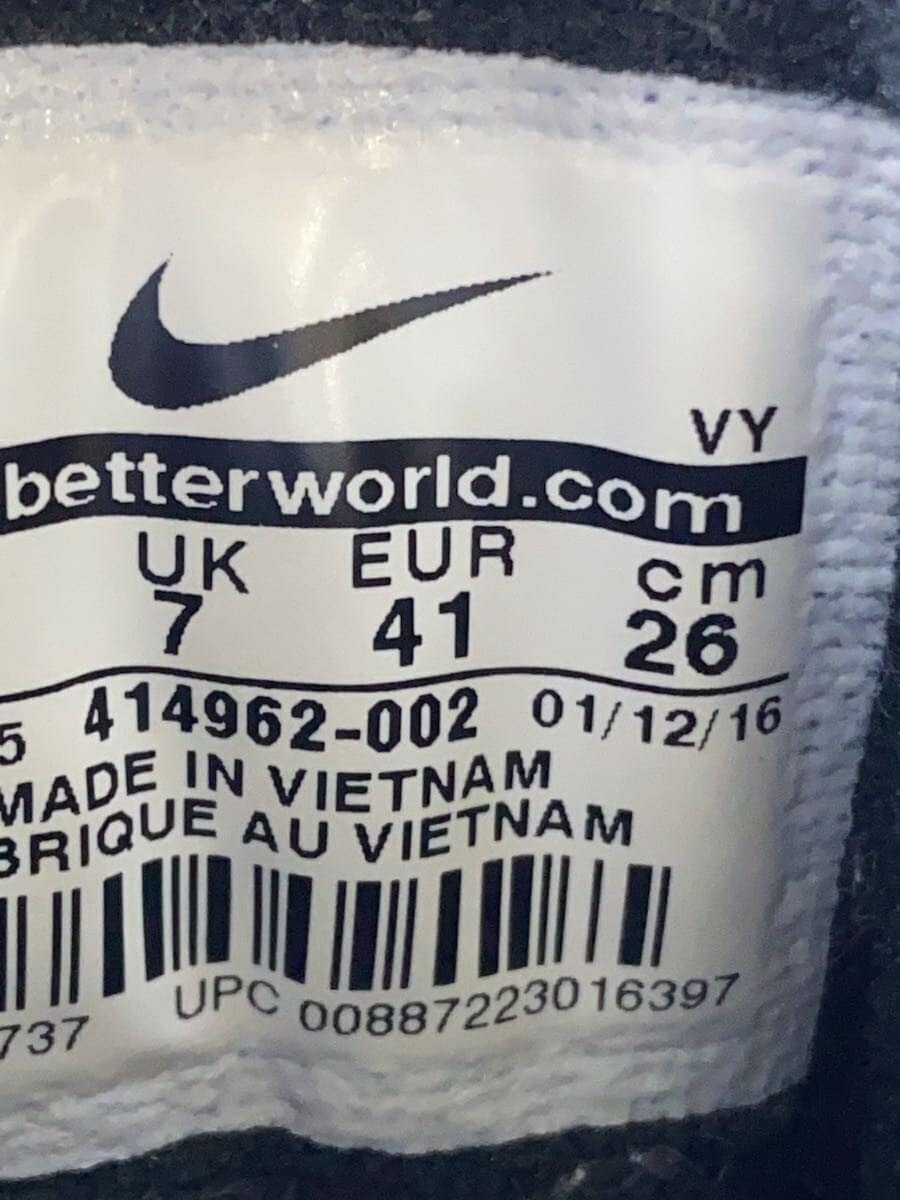 VY
betterworld.com
UK EUR cm
7 41 26
5 414962-002 01/12/16
MADE IN VIETNAM
BRIQUE AU VIETNAM
737 UPC 00887223016397